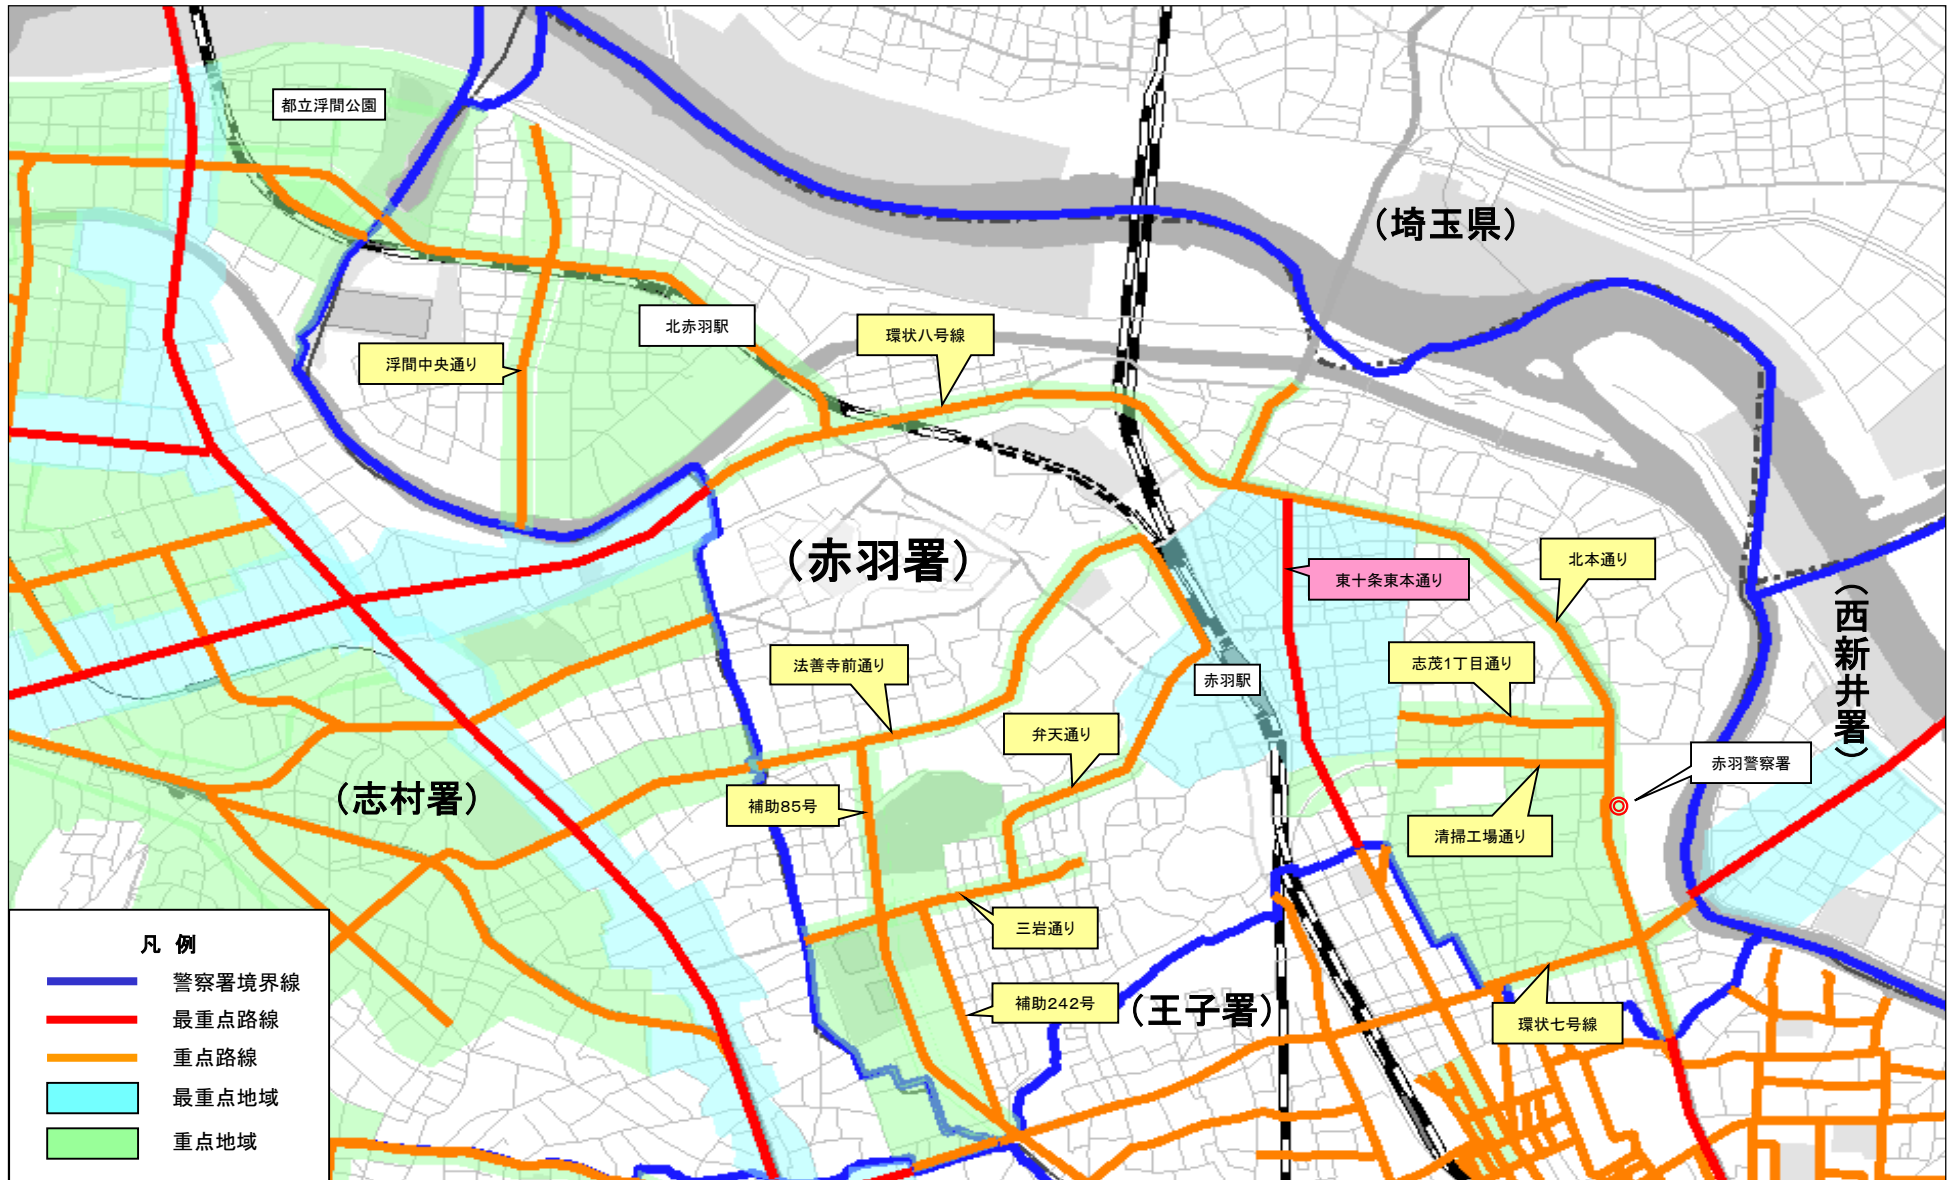 都立浮間公園
(埼玉県)
北赤羽駅
環状八号線
浮間中央通り
(赤羽署)
北本通り
東十条東本通り
(西新井署)
法善寺前通り
志茂1丁目通り
赤羽駅
弁天通り
赤羽警察署
(志村署)
補助85号
清掃工場通り
三岩通り
補助242号
(王子署)
環状七号線
凡 例
警察署境界線
最重点路線
重点路線
最重点地域
重点地域